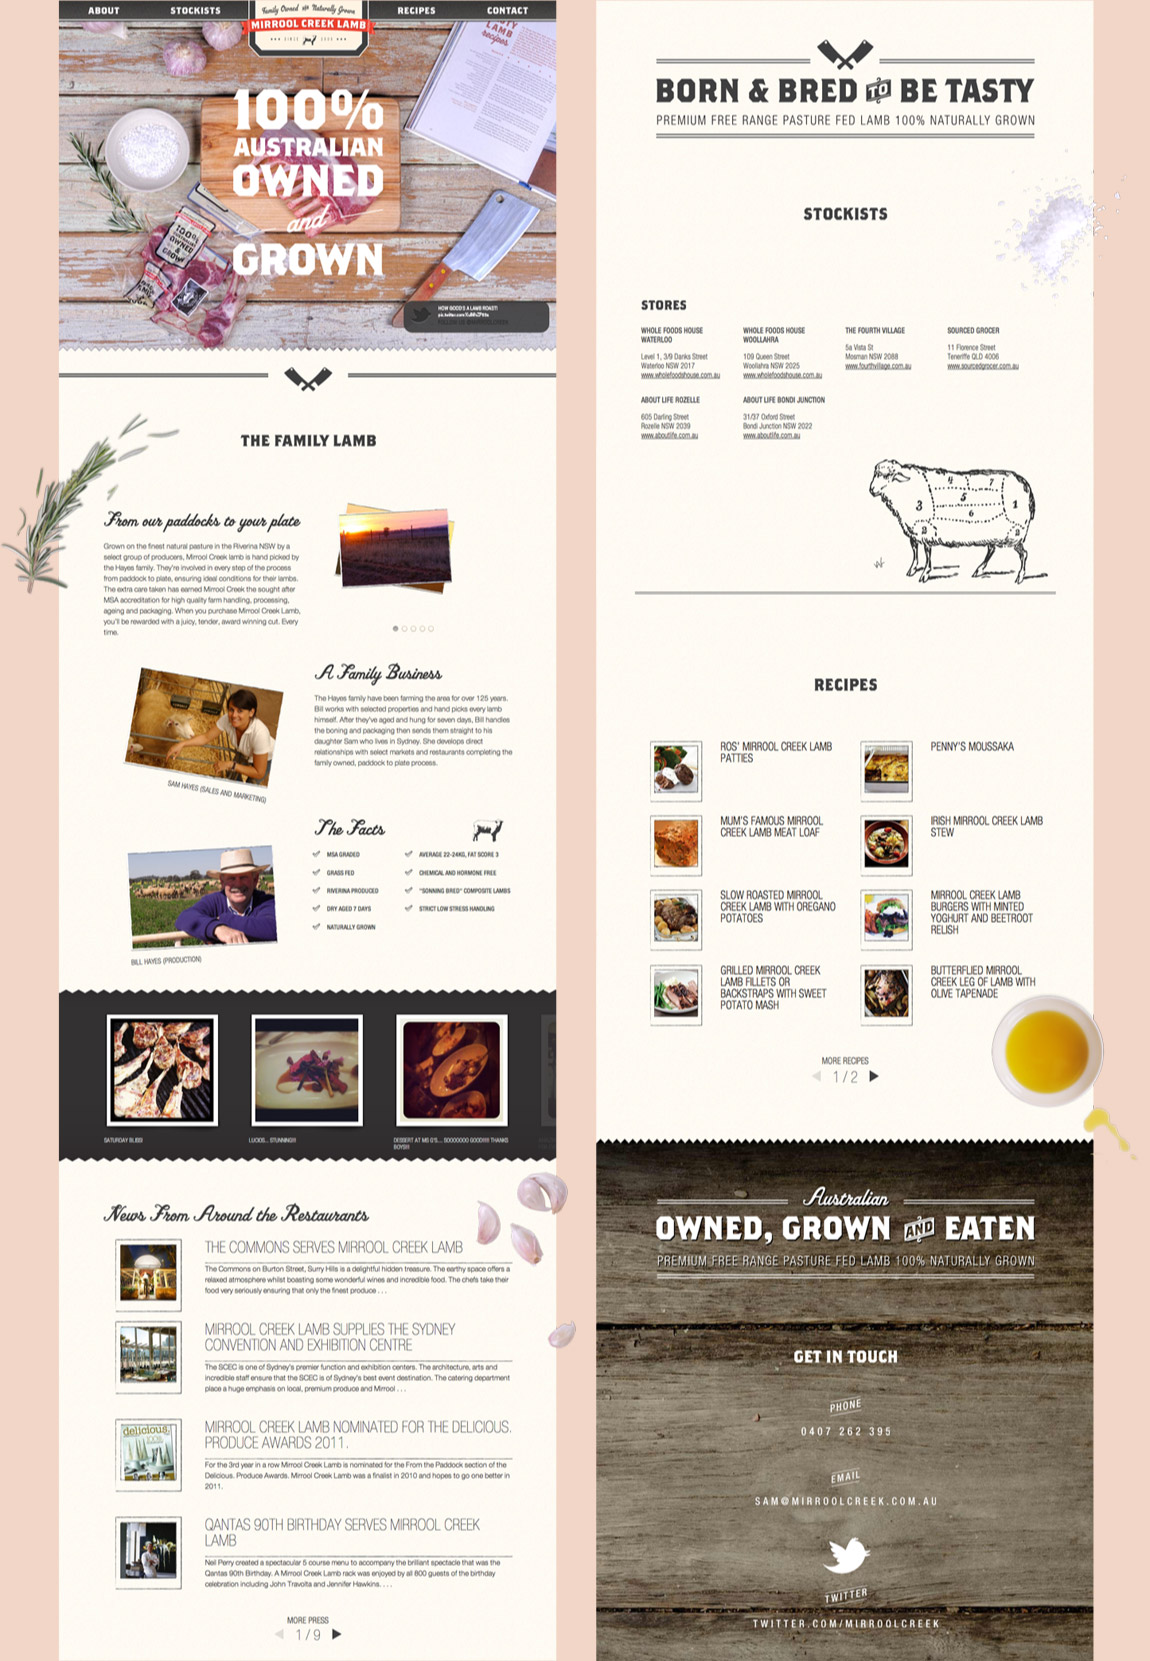 ABOUT
STOCKISTS
Family Owned and Naturally Grown
MIRROOL CREEK LAMB
SINCE
RECIPES
CONTACT
LAMB
recipes
100%
AUSTRALIAN
OWNED
and
GROWN
100%
OWNED
GROWN
HOW GOOD IS A LAMB ROAST!
THE FAMILY LAMB
From our paddocks to your plate
Grown on the finest natural pasture in the Riverina NSW by a
select group of producers, Mirrool Creek lamb is hand picked by
the Hayes family. They're involved in every step of the process
from paddock to plate, ensuring ideal conditions for their lambs.
The extra care taken has earned Mirrool Creek the sought after
MSA accreditation for high quality farm handling, processing,
ageing and packaging. When you purchase Mirrool Creek Lamb,
you'll be rewarded with a juicy, tender, award winning cut. Every
time.
A Family Business
The Hayes family have been farming the area for over 125 years.
Bill works with selected properties and hand picks every lamb
himself. After they've aged and hung for seven days, Bill handles
the boning and packaging then sends them straight to his
daughter Sam who lives in Sydney. She develops direct
relationships with select markets and restaurants completing the
family owned, paddock to plate process.
SAM HAYES (SALES AND MARKETING)
The Facts
MSA GRADED
AVERAGE 22-24KG, FAT SCORE 3
GRASS FED
CHEMICAL AND HORMONE FREE
RIVERINA PRODUCED
"SONNING BRED" COMPOSITE LAMBS
DRY AGED 7 DAYS
STRICT LOW STRESS HANDLING
NATURALLY GROWN
BILL HAYES (PRODUCTION)
SATURDAY BLISS!
LUCIOS... STUNNING!!!
DESSERT AT MS G'S.... SOOOOOOO GOOD!!!! THANKS
BOYS!!!
News From Around the Restaurants
THE COMMONS SERVES MIRROOL CREEK LAMB
The Commons on Burton Street, Surry Hills is a delightful hidden treasure. The earthy space offers a
relaxed atmosphere whilst boasting some wonderful wines and incredible food. The chefs take their
food very seriously ensuring that only the finest produce . . .
MIRROOL CREEK LAMB SUPPLIES THE SYDNEY
CONVENTION AND EXHIBITION CENTRE
The SCEC is one of Sydney's premier function and exhibition centers. The architecture, arts and
incredible staff ensure that the SCEC is of Sydney's best event destination. The catering department
place a huge emphasis on local, premium produce and Mirrool . . .
delicious.
100%
MIRROOL CREEK LAMB NOMINATED FOR THE DELICIOUS.
PRODUCE AWARDS 2011.
For the 3rd year in a row Mirrool Creek Lamb is nominated for the From the Paddock section of the
Delicious. Produce Awards. Mirrool Creek Lamb was a finalist in 2010 and hopes to go one better in
2011.
QANTAS 90TH BIRTHDAY SERVES MIRROOL CREEK
LAMB
Neil Perry created a spectacular 5 course menu to accompany the brilliant spectacle that was the
Qantas 90th Birthday. A Mirrool Creek Lamb rack was enjoyed by all 800 guests of the birthday
celebration including John Travolta and Jennifer Hawkins. . . .
MORE PRESS
1 / 9
BORN & BRED TO BE TASTY
PREMIUM FREE RANGE PASTURE FED LAMB 100% NATURALLY GROWN
STOCKISTS
STORES
WHOLE FOODS HOUSE
WATERLOO
Level 1, 3/9 Danks Street
Waterloo NSW 2017
www.wholefoodshouse.com.au
WHOLE FOODS HOUSE
WOOLLAHRA
109 Queen Street
Woollahra NSW 2025
www.wholefoodshouse.com.au
THE FOURTH VILLAGE
5a Vista St
Mosman NSW 2088
www.fourthvillage.com.au
SOURCED GROCER
11 Florence Street
Teneriffe QLD 4006
www.sourcedgrocer.com.au
ABOUT LIFE ROZELLE
605 Darling Street
Rozelle NSW 2039
www.aboutlife.com.au
ABOUT LIFE BONDI JUNCTION
31/37 Oxford Street
Bondi Junction NSW 2022
www.aboutlife.com.au
4
7
3
5
1
6
2
2
RECIPES
ROS' MIRROOL CREEK LAMB
PATTIES
PENNY'S MOUSSAKA
MUM'S FAMOUS MIRROOL
CREEK LAMB MEAT LOAF
IRISH MIRROOL CREEK LAMB
STEW
SLOW ROASTED MIRROOL
CREEK LAMB WITH OREGANO
POTATOES
MIRROOL CREEK LAMB
BURGERS WITH MINTED
YOGHURT AND BEETROOT
RELISH
GRILLED MIRROOL CREEK
LAMB FILLETS OR
BACKSTRAPS WITH SWEET
POTATO MASH
BUTTERFLIED MIRROOL
CREEK LEG OF LAMB WITH
OLIVE TAPENADE
MORE RECIPES
1 / 2
Australian
OWNED, GROWN AND EATEN
PREMIUM FREE RANGE PASTURE FED LAMB 100% NATURALLY GROWN
GET IN TOUCH
PHONE
0407 262 395
EMAIL
SAM@MIRROOLCREEK.COM.AU
TWITTER
TWITTER.COM/MIRROOLCREEK